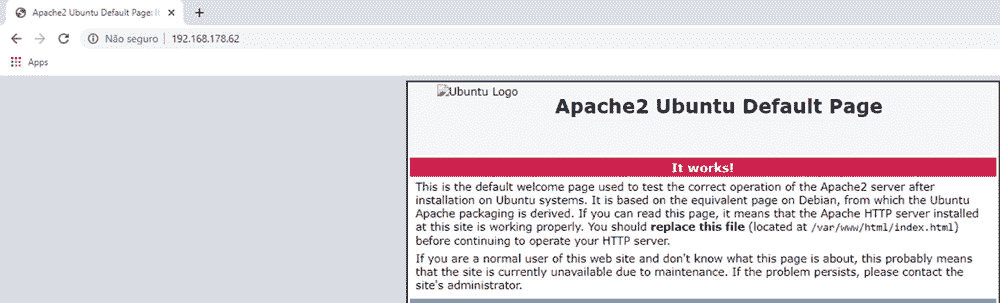 Apache2 Ubuntu Default Page: It
Não seguro
192.168.178.62
Apps
Ubuntu Logo
Apache2 Ubuntu Default Page
It works!
This is the default welcome page used to test the correct operation of the Apache2 server after
installation on Ubuntu systems. It is based on the equivalent page on Debian, from which the Ubuntu
Apache packaging is derived. If you can read this page, it means that the Apache HTTP server installed
at this site is working properly. You should replace this file (located at /var/www/html/index.html)
before continuing to operate your HTTP server.
If you are a normal user of this web site and don't know what this page is about, this probably means
that the site is currently unavailable due to maintenance. If the problem persists, please contact the
site's administrator.